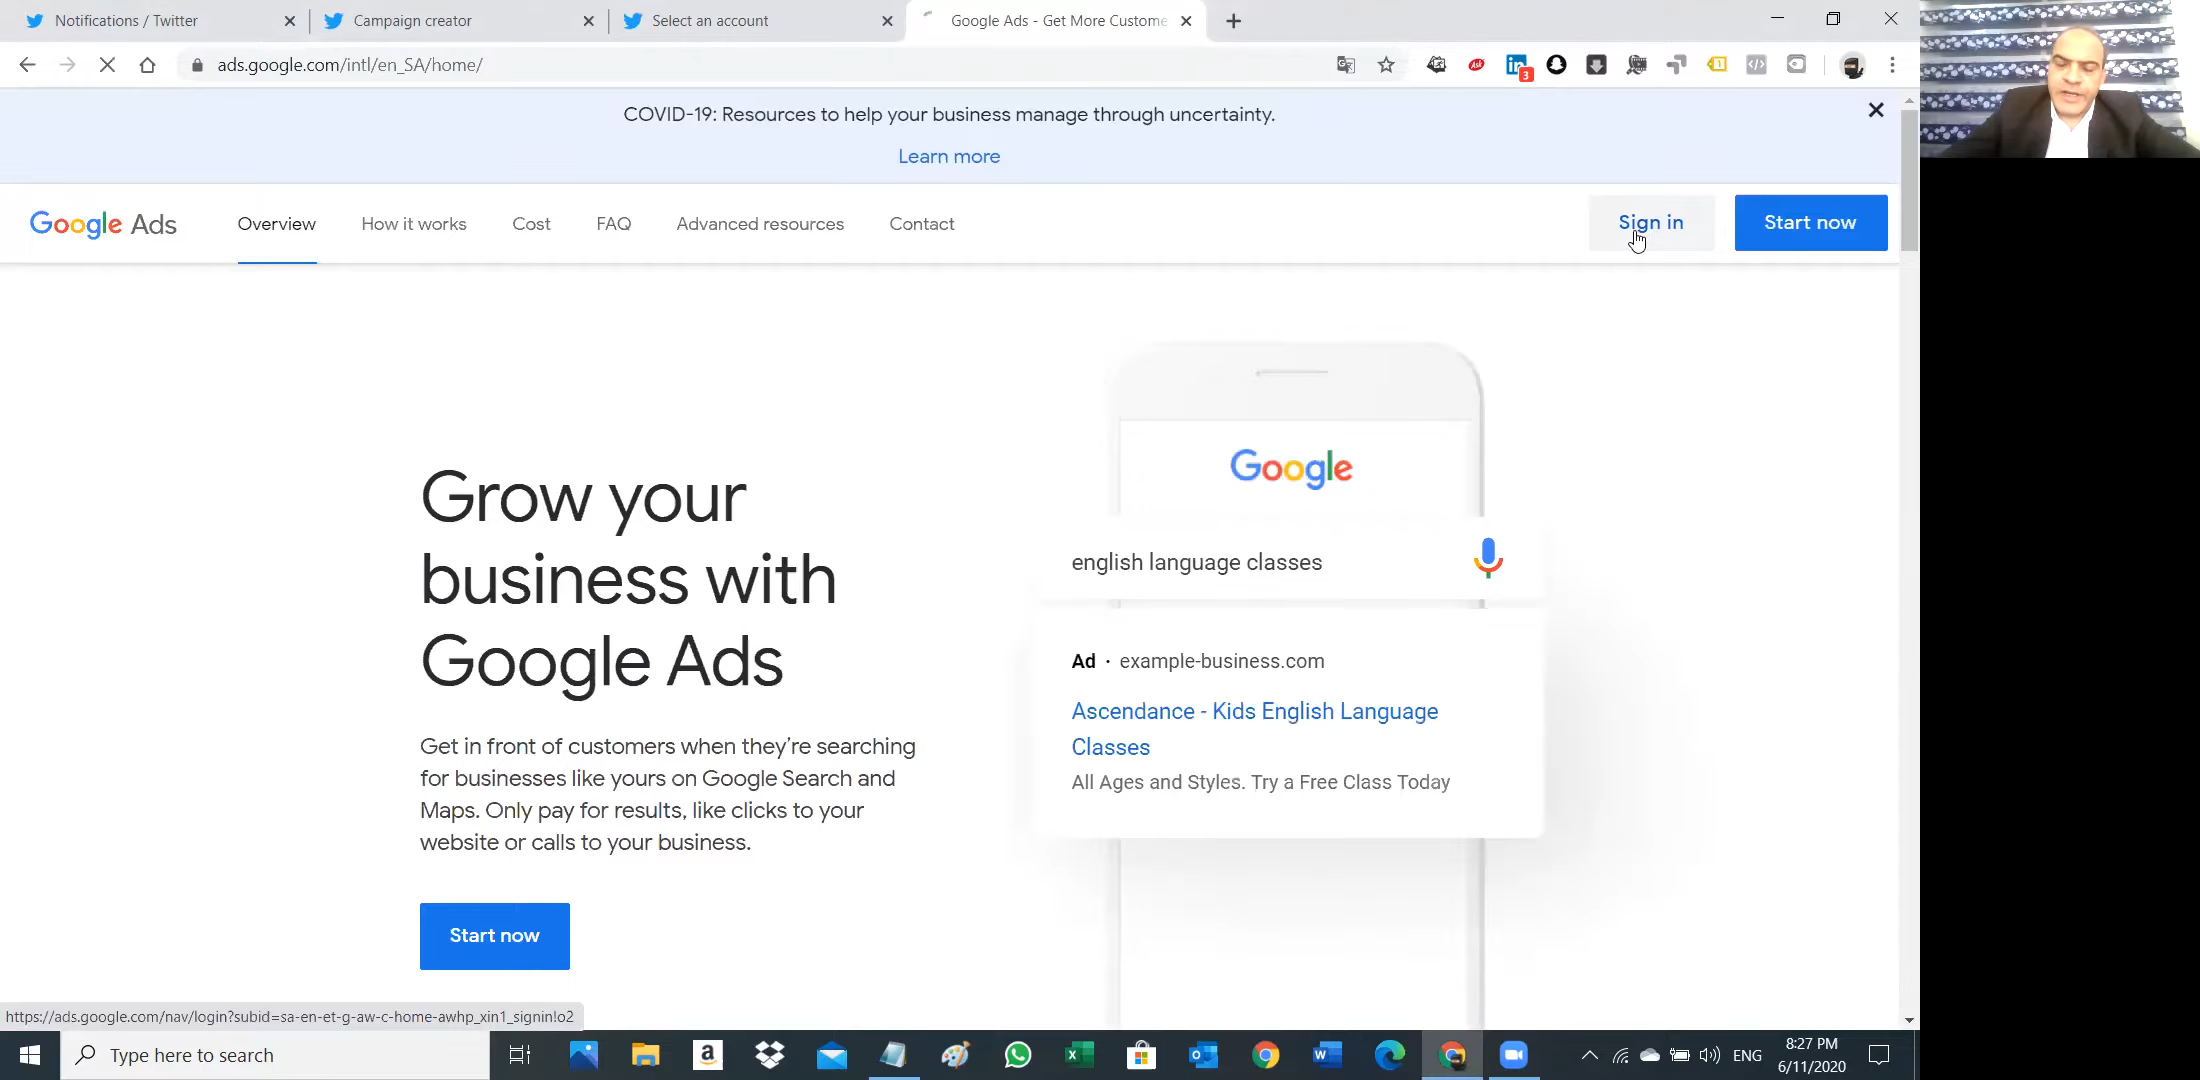 Notifications / Twitter
Campaign creator
Select an account
Google Ads - Get More Custome
ads.google.com/intl/en_SA/home/
Ask
in
3
1
COVID-19: Resources to help your business manage through uncertainty.
Learn more
Google Ads
Overview
How it works
Cost
FAQ
Advanced resources
Contact
Sign in
Start now
Google
english language classes
Grow your
business with
Google Ads
Ad · example-business.com
Ascendance - Kids English Language
Classes
All Ages and Styles. Try a Free Class Today
Get in front of customers when they’re searching
for businesses like yours on Google Search and
Maps. Only pay for results, like clicks to your
website or calls to your business.
Start now
https://ads.google.com/nav/login?subid=sa-en-et-g-aw-c-home-awhp_xin1_signin!o2
Type here to search
ENG
8:27 PM
6/11/2020